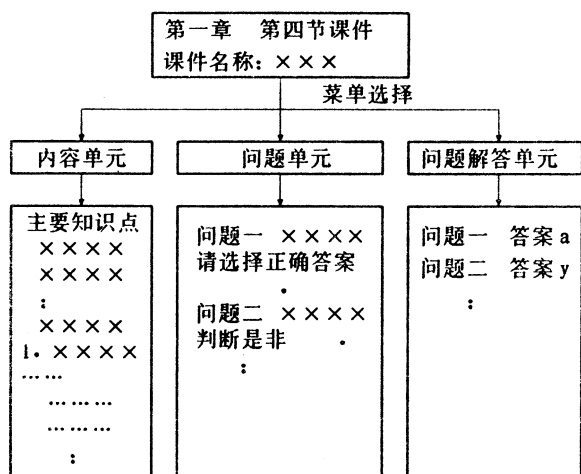 第一章 第四节课件
课件名称：×××
菜单选择
内容单元
问题单元
问题解答单元
主要知识点
××××
××××
：
××××
1．××××
……
………
………
：
问题一 ××××
请选择正确答案
．
问题二 ××××
判断是非 ．
：
问题一 答案a
问题二 答案y
：